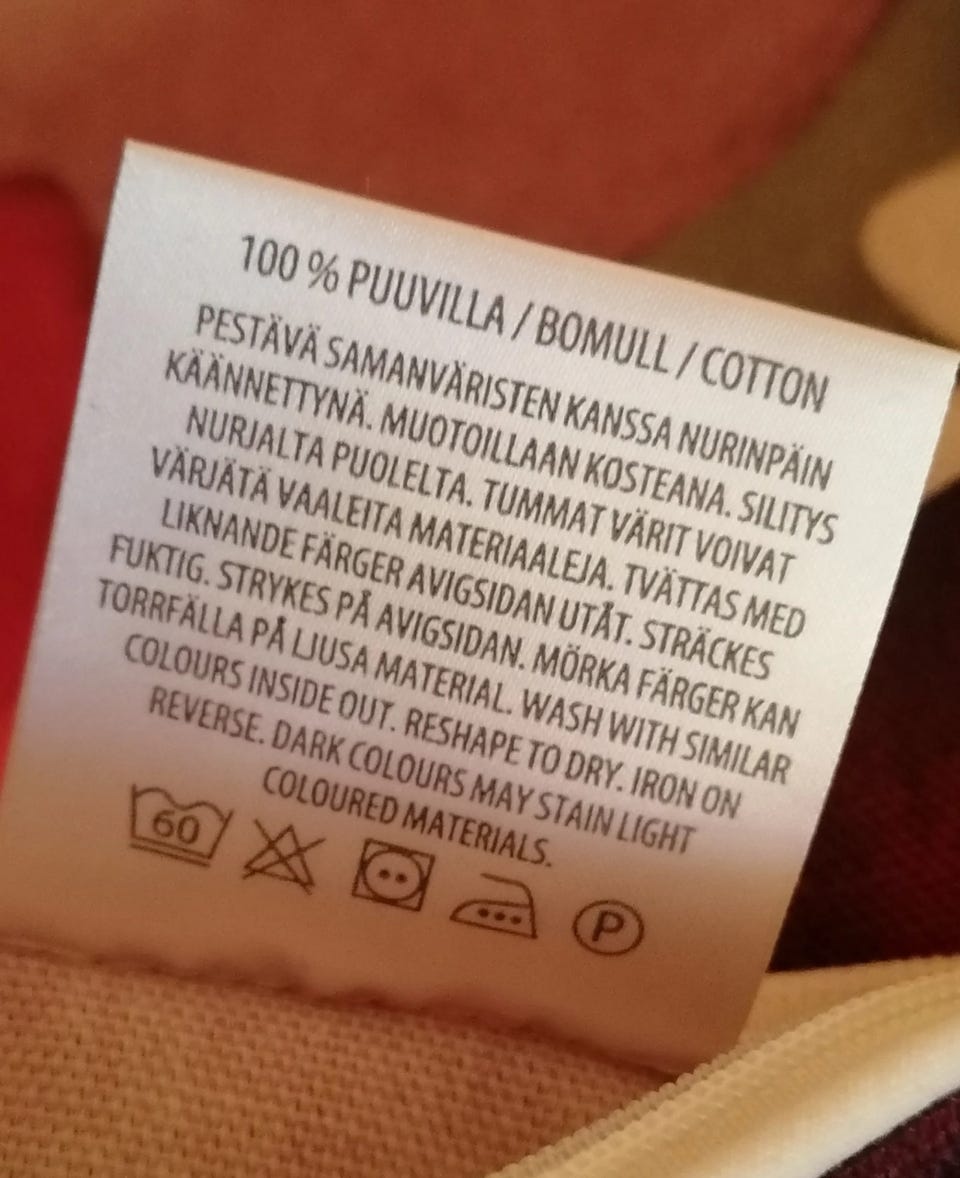 100 % PUUVILLA / BOMULL / COTTON
PESTÄVÄ SAMANVÄRISTEN KANSSA NURINPÄIN
KÄÄNNETTYNÄ. MUOTOILLAAN KOSTEANA. SILITYS
NURJALTA PUOLELTA. TUMMAT VÄRIT VOIVAT
VÄRJÄTÄ VAALEITA MATERIAALEJA. TVÄTTAS MED
LIKNANDE FÄRGER AVIGSIDAN UTÅT. STRÄCKES
FUKTIG. STRYKES PÅ AVIGSIDAN. MÖRKA FÄRGER KAN
TORRFÄLLA PÅ LJUSA MATERIAL. WASH WITH SIMILAR
COLOURS INSIDE OUT. RESHAPE TO DRY. IRON ON
REVERSE. DARK COLOURS MAY STAIN LIGHT
COLOURED MATERIALS.
60 P